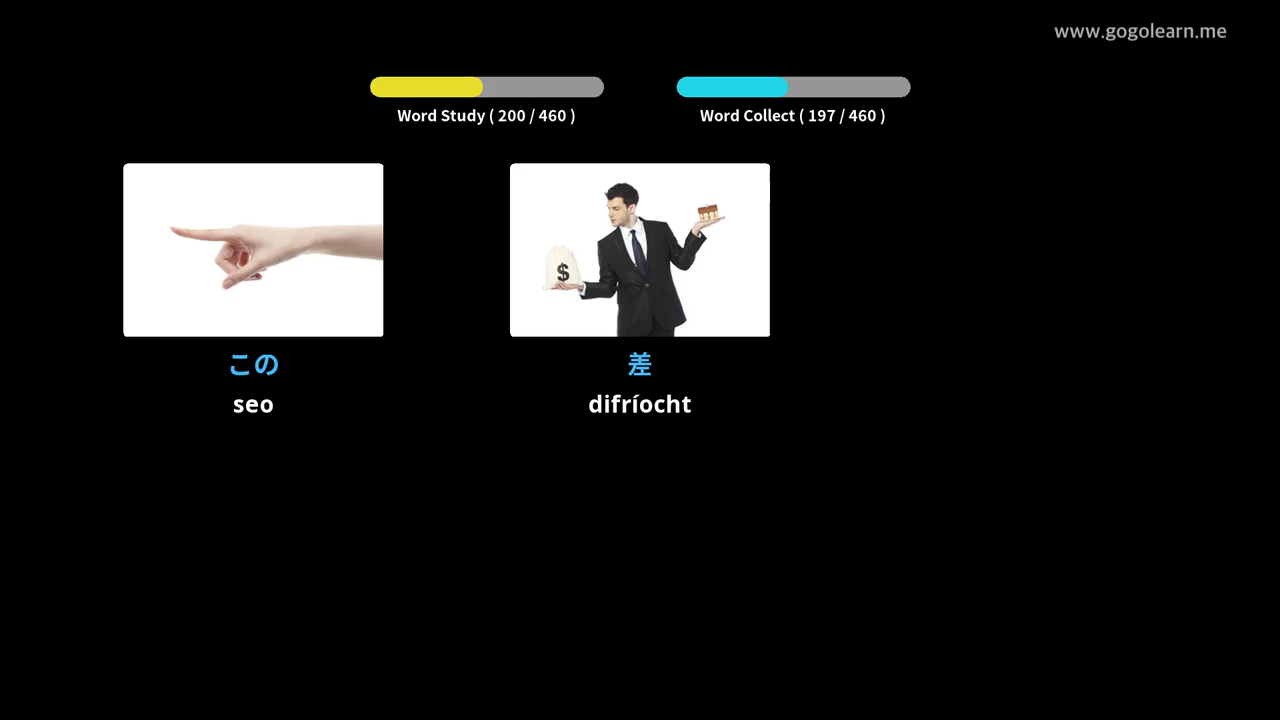 www.gogolearn.me
Word Study ( 200 / 460 )
Word Collect ( 197 / 460 )
$
この
差
seo
difríocht